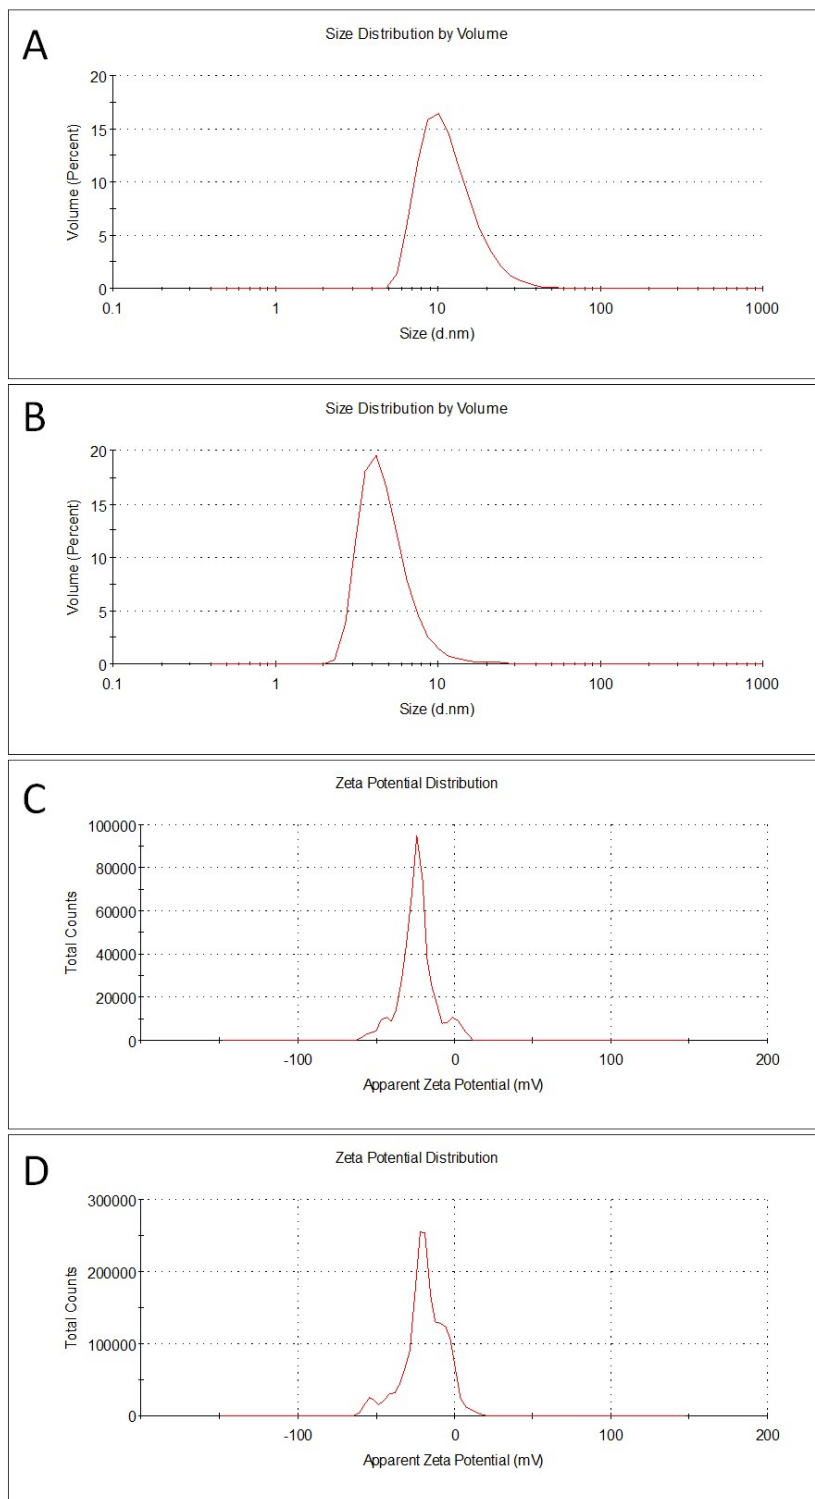 A
Size Distribution by Volume
20
15
10
5
0
Volume (Percent)
0.1 1 10 100 1000
Size (d.nm)
B
Size Distribution by Volume
20
15
10
5
0
Volume (Percent)
0.1 1 10 100 1000
Size (d.nm)
C
Zeta Potential Distribution
100000
80000
60000
40000
20000
0
Total Counts
-100 0 100 200
Apparent Zeta Potential (mV)
D
Zeta Potential Distribution
300000
200000
100000
0
Total Counts
-100 0 100 200
Apparent Zeta Potential (mV)